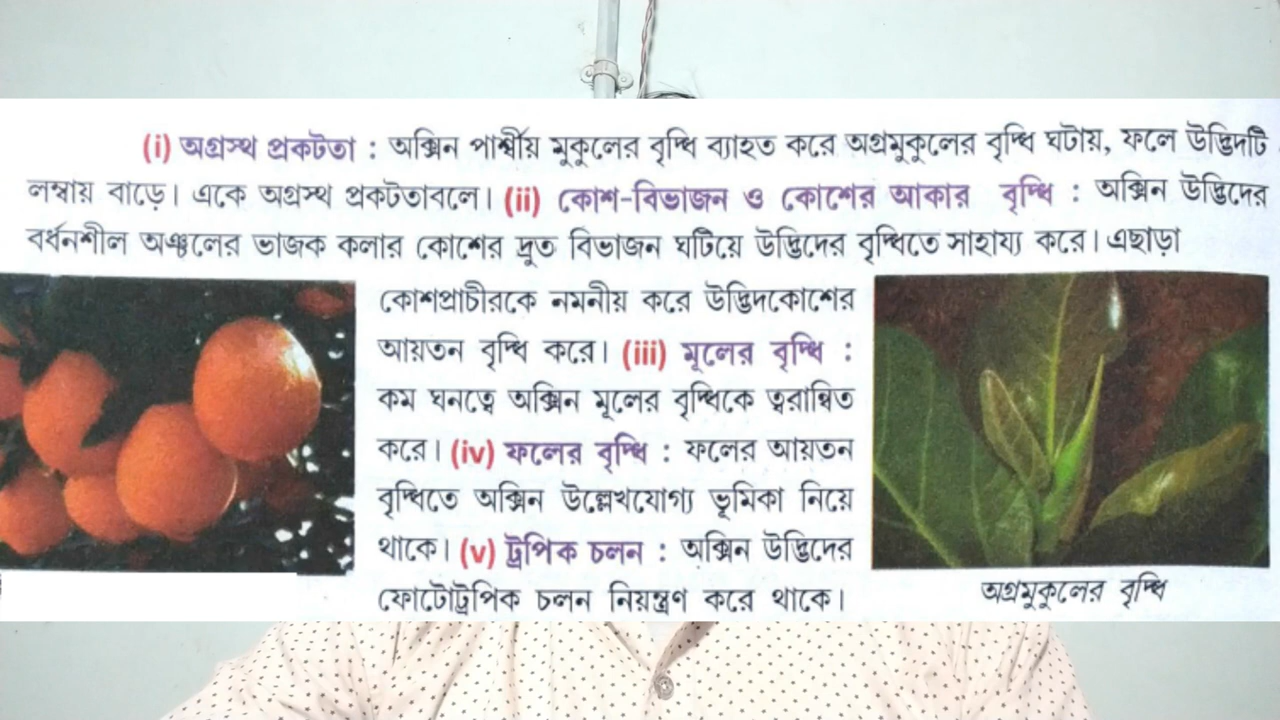 (i) অগ্রস্থ প্রকটতা : অক্সিন পার্শ্বীয় মুকুলের বৃদ্ধি ব্যাহত করে অগ্রমুকুলের বৃদ্ধি ঘটায়, ফলে উদ্ভিদটি
লম্বায় বাড়ে। একে অগ্রস্থ প্রকটতাবলে। (ii) কোশ-বিভাজন ও কোশের আকার বৃদ্ধি : অক্সিন উদ্ভিদের
বর্ধনশীল অঞ্চলের ভাজক কলার কোশের দ্রুত বিভাজন ঘটিয়ে উদ্ভিদের বৃদ্ধিতে সাহায্য করে। এছাড়া
কোশপ্রাচীরকে নমনীয় করে উদ্ভিদকোশের
আয়তন বৃদ্ধি করে। (iii) মূলের বৃদ্ধি :
কম ঘনত্বে অক্সিন মূলের বৃদ্ধিকে ত্বরান্বিত
করে। (iv) ফলের বৃদ্ধি : ফলের আয়তন
বৃদ্ধিতে অক্সিন উল্লেখযোগ্য ভূমিকা নিয়ে
থাকে। (v) ট্রপিক চলন : অক্সিন উদ্ভিদের
ফোটোট্রপিক চলন নিয়ন্ত্রণ করে থাকে।
অগ্রমুকুলের বৃদ্ধি